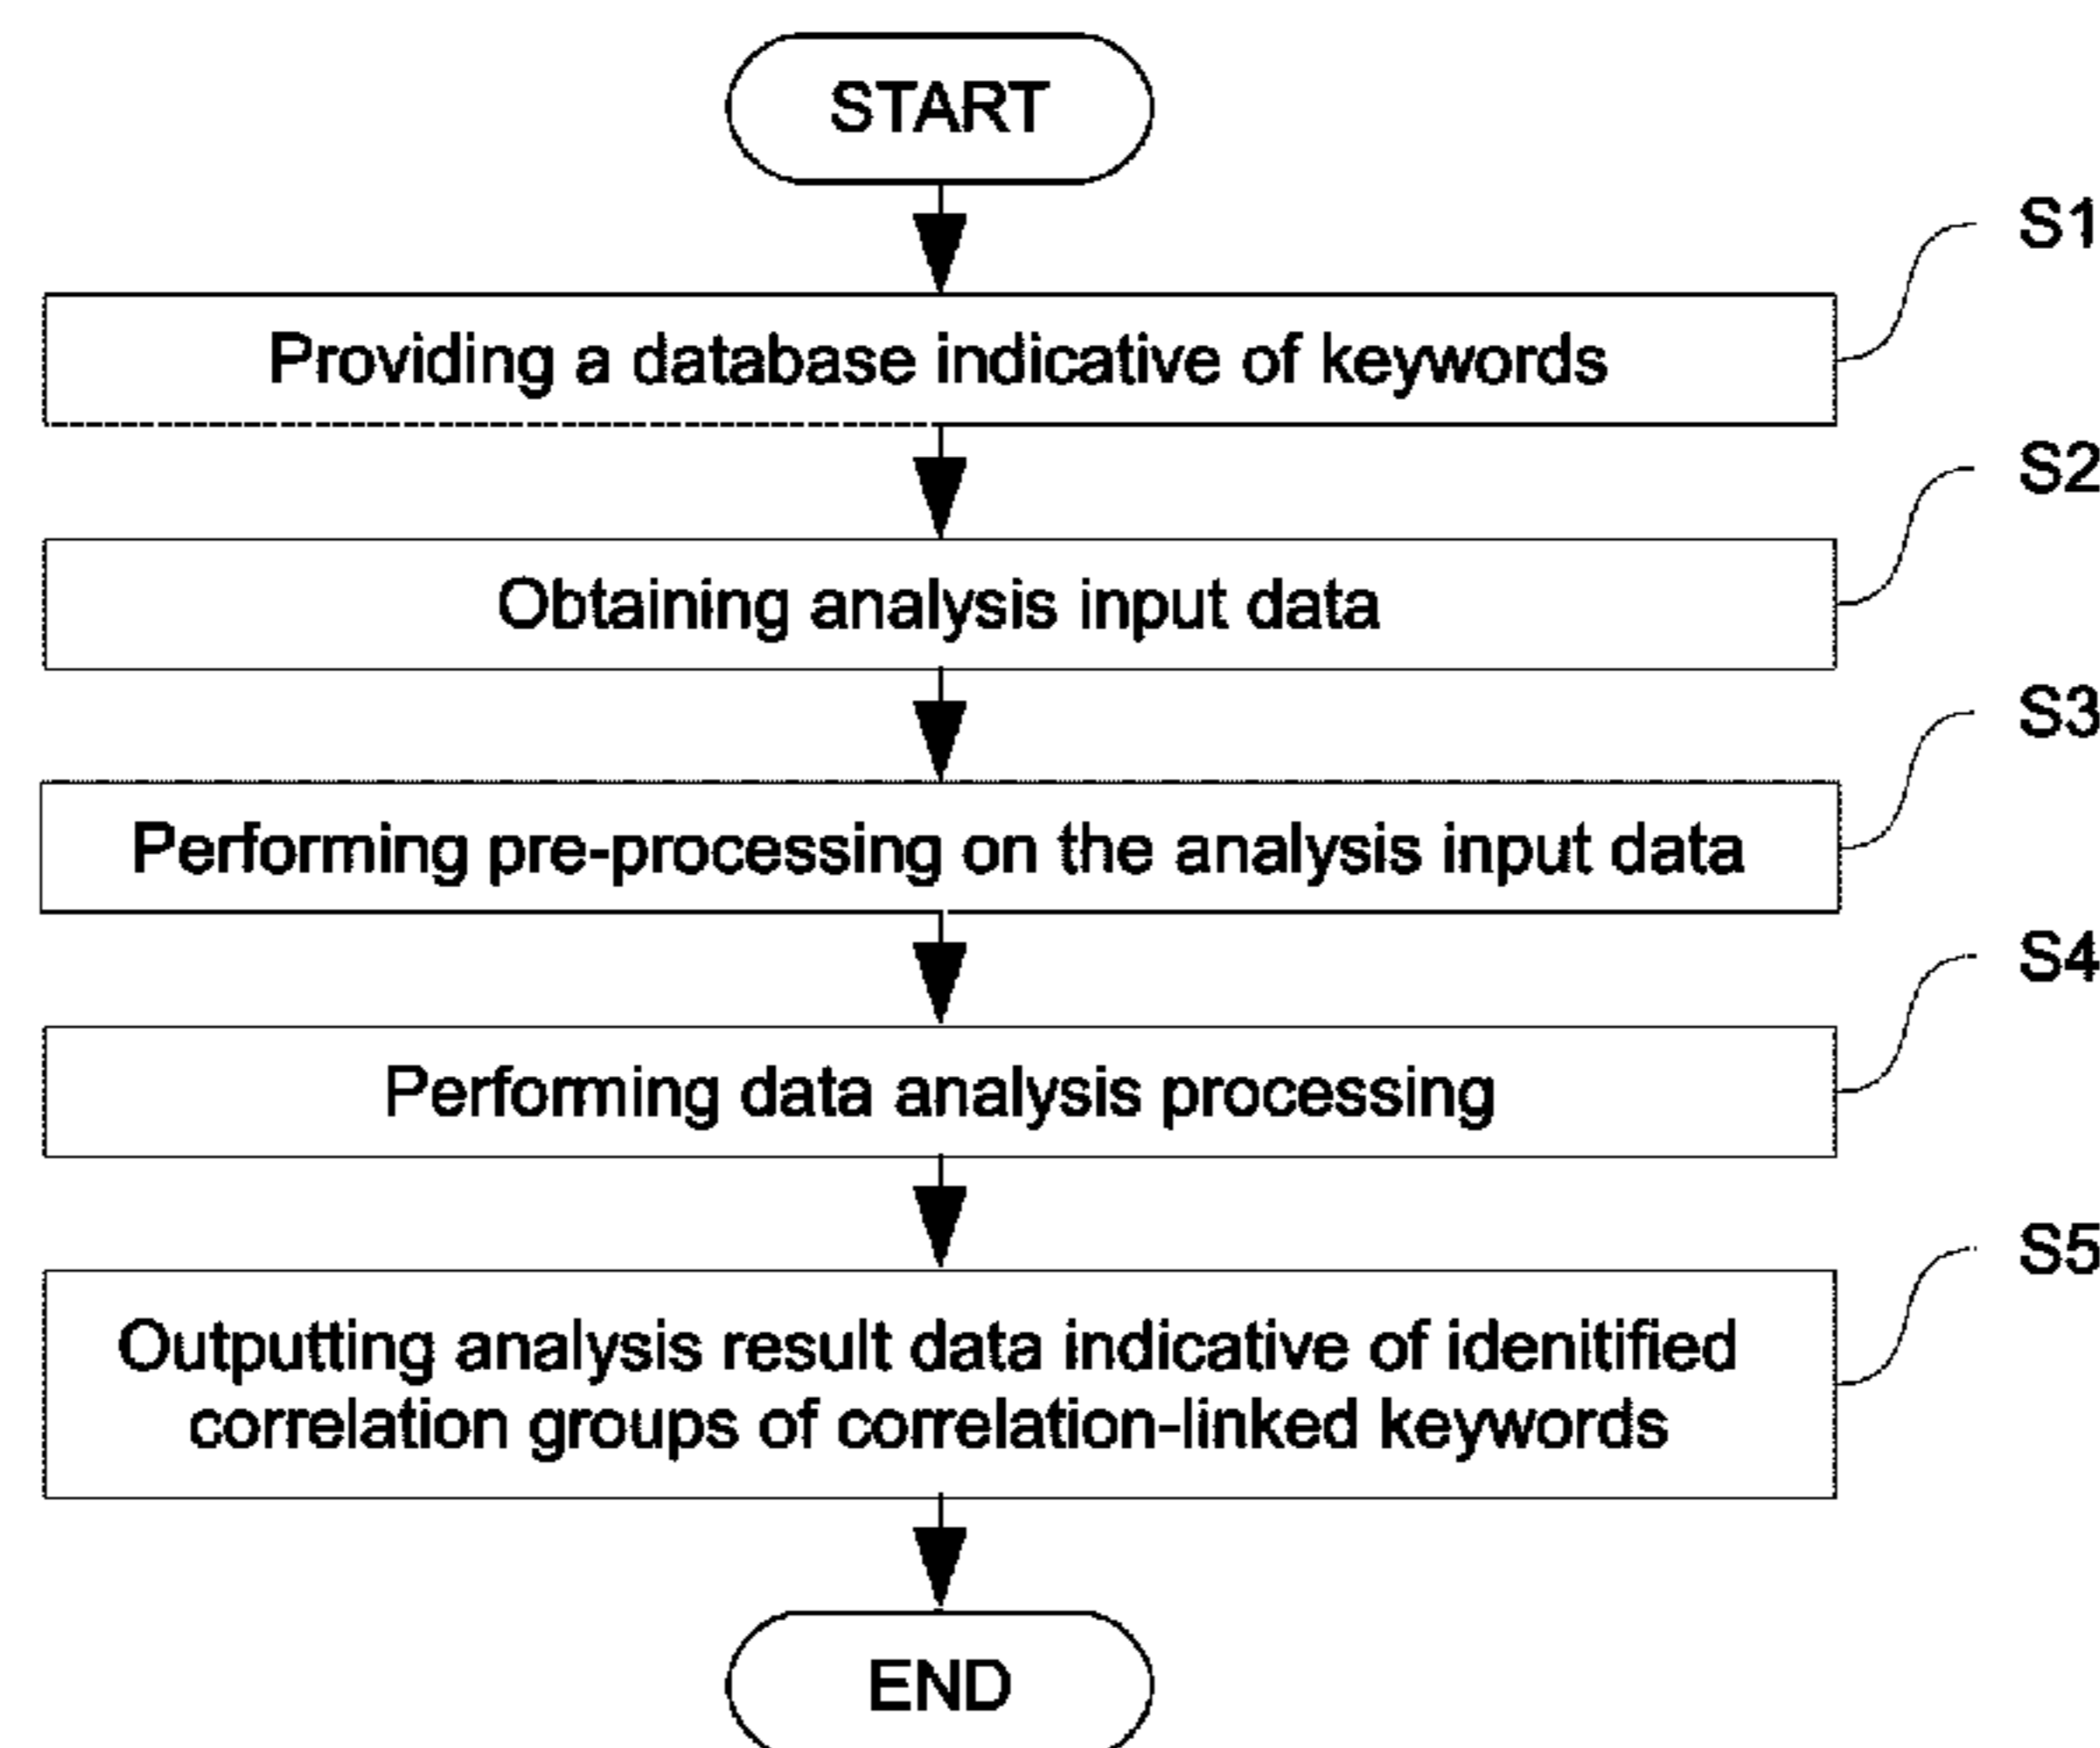 START
S1
Providing a database indicative of keywords
S2
Obtaining analysis input data
S3
Performing pre-processing on the analysis input data
S4
Performing data analysis processing
S5
Outputting analysis result data indicative of idenitified
correlation groups of correlation-linked keywords
END